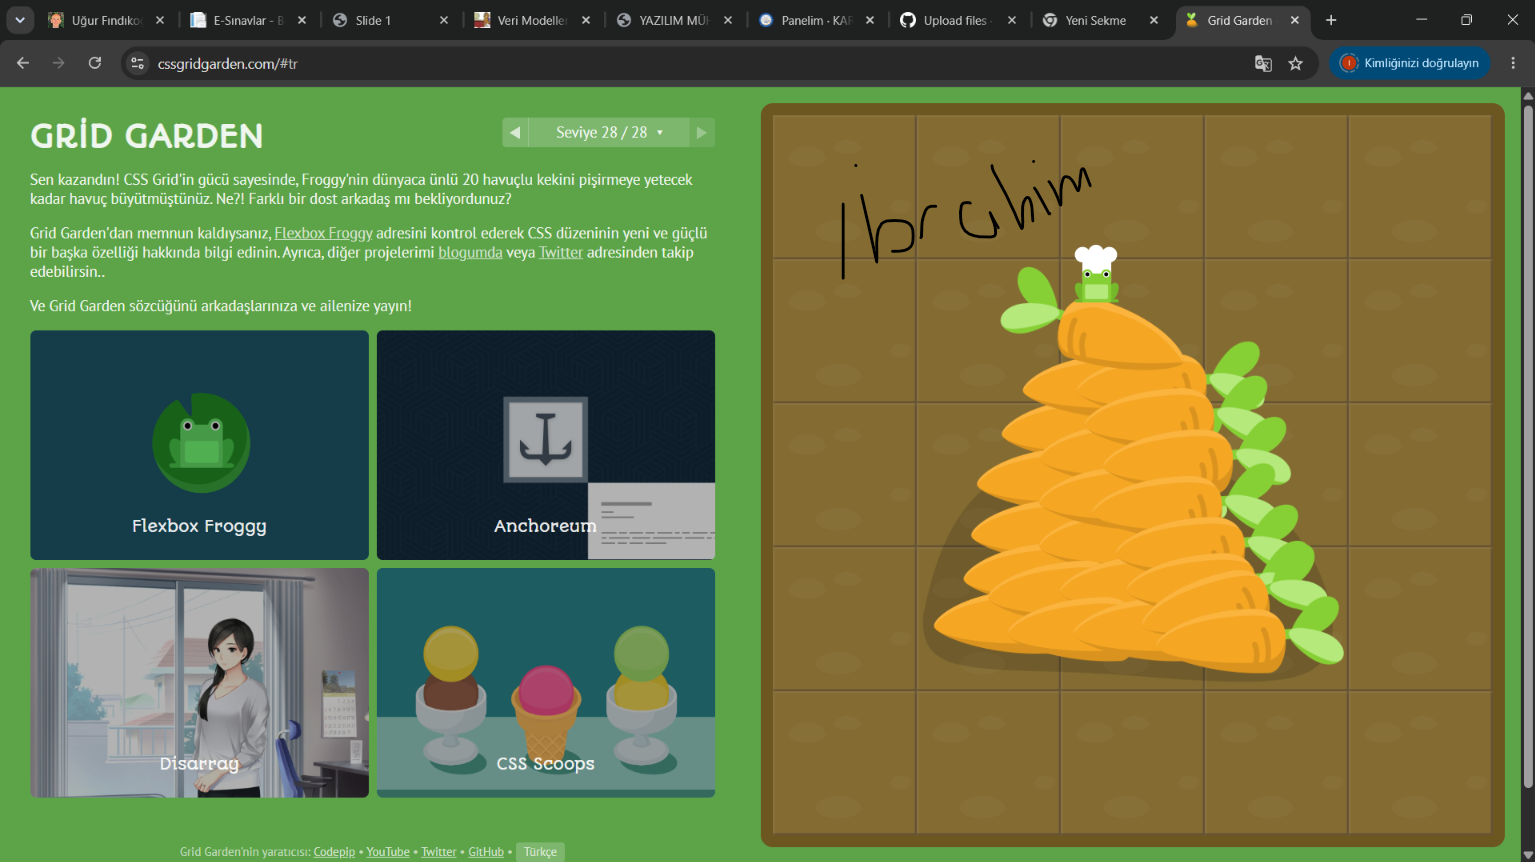 Uğur Fındıko
E-Sınavlar - B
Slide 1
Veri Modeller
YAZILIM MÜH
Panelim · KAR
Upload files ·
Yeni Sekme
Grid Garden
cssgridgarden.com/#tr
Kimliğinizi doğrulayın
GRİD GARDEN
Seviye 28 / 28
Sen kazandın! CSS Grid'in gücü sayesinde, Froggy'nin dünyaca ünlü 20 havuçlu kekini pişirmeye yetecek
kadar havuç büyütmüştünüz. Ne?! Farklı bir dost arkadaş mı bekliyordunuz?
Grid Garden'dan memnun kaldıysanız, Flexbox Froggy adresini kontrol ederek CSS düzeninin yeni ve güçlü
bir başka özelliği hakkında bilgi edinin. Ayrıca, diğer projelerimi blogumda veya Twitter adresinden takip
edebilirsin..
Ve Grid Garden sözcüğünü arkadaşlarınıza ve ailenize yayın!
Flexbox Froggy
Anchoreum
Disarray
CSS Scoops
Grid Garden'nin yaratıcısı: Codepip • YouTube • Twitter • GitHub • Türkçe
İbrahim